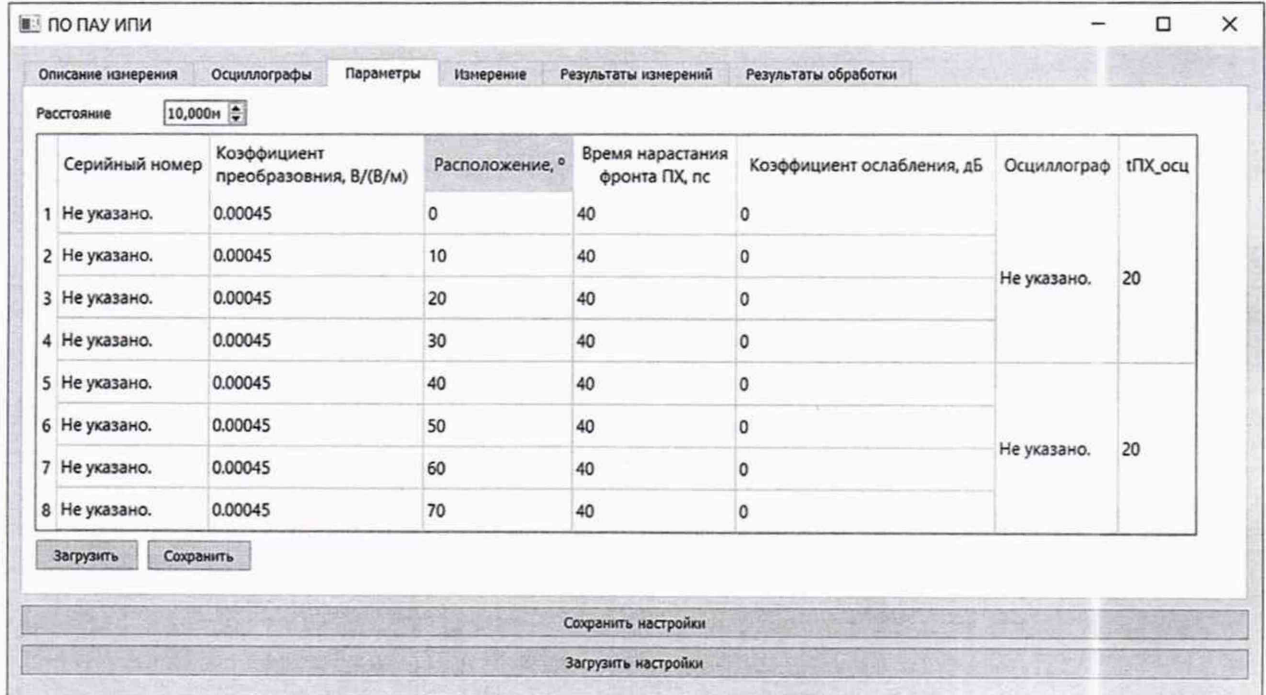 ПО ПАУ ИПИ
Описание измерения Осциллографы Параметры Измерение Результаты измерений Результаты обработки
Расстояние 10,000м
Серийный номер Коэффициент преобразовния, В/(В/м) Расположение, ° Время нарастания фронта ПХ, пс Коэффициент ослабления, дБ Осциллограф tПХ_осц
1 Не указано. 0.00045 0 40 0
2 Не указано. 0.00045 10 40 0
Не указано. 20
3 Не указано. 0.00045 20 40 0
4 Не указано. 0.00045 30 40 0
5 Не указано. 0.00045 40 40 0
6 Не указано. 0.00045 50 40 0
Не указано. 20
7 Не указано. 0.00045 60 40 0
8 Не указано. 0.00045 70 40 0
Загрузить Сохранить
Сохранить настройки
Загрузить настройки